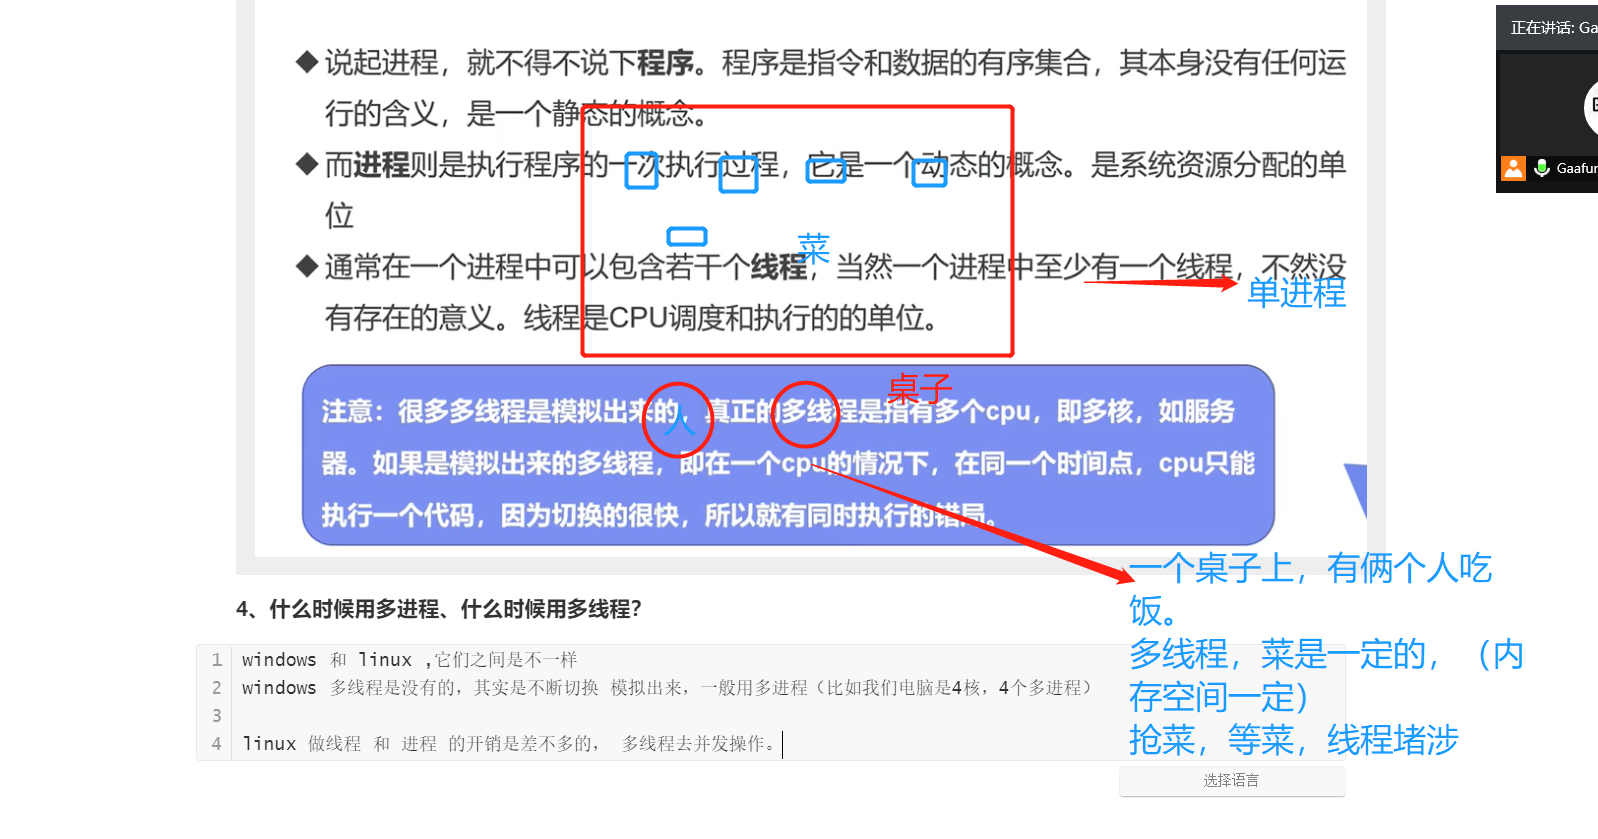 正在讲话: Ga
◆说起进程，就不得不说下程序。程序是指令和数据的有序集合，其本身没有任何运
行的含义，是一个静态的概念。
◆而进程则是执行程序的一次执行过程，它是一个动态的概念。是系统资源分配的单
位
菜
◆通常在一个进程中可以包含若干个线程，当然一个进程中至少有一个线程，不然没
单进程
有存在的意义。线程是CPU调度和执行的的单位。
桌子
注意：很多多线程是模拟出来的，真正的多线程是指有多个cpu，即多核，如服务
人
器。如果是模拟出来的多线程，即在一个cpu的情况下，在同一个时间点，cpu只能
执行一个代码，因为切换的很快，所以就有同时执行的错局。
一个桌子上，有俩个人吃
饭。
多线程，菜是一定的，（内
存空间一定）
抢菜，等菜，线程堵涉
4、什么时候用多进程、什么时候用多线程？
1 windows 和 linux ,它们之间是不一样
2 windows 多线程是没有的，其实是不断切换 模拟出来，一般用多进程（比如我们电脑是4核，4个多进程）
3
4 linux 做线程 和 进程 的开销是差不多的， 多线程去并发操作。
选择语言